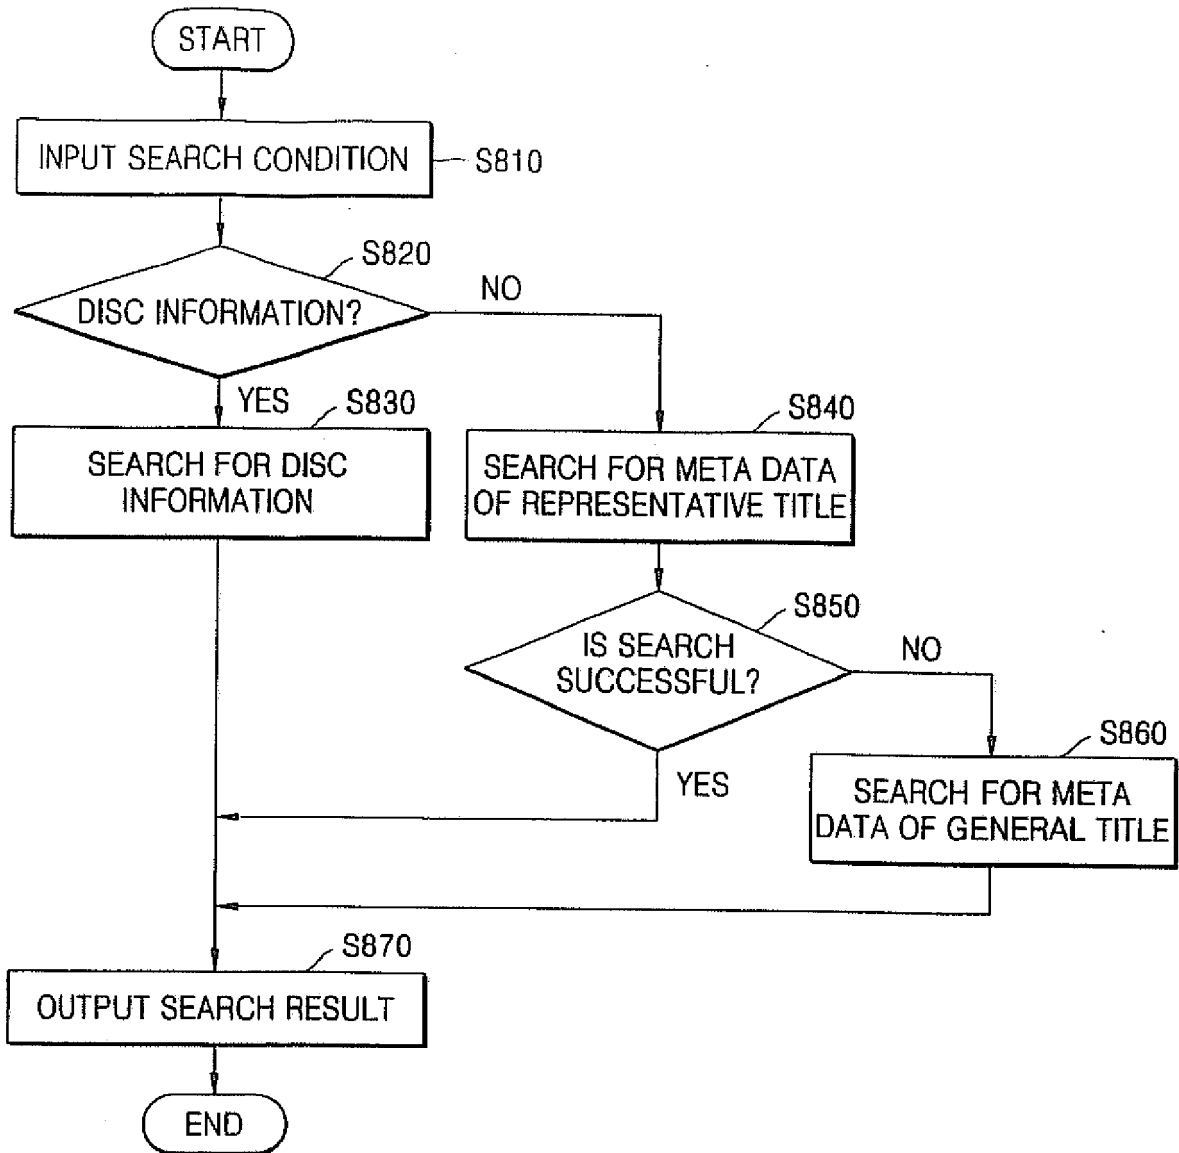 START
INPUT SEARCH CONDITION
S810
S820
DISC INFORMATION?
NO
YES
S830
SEARCH FOR DISC
INFORMATION
S840
SEARCH FOR META DATA
OF REPRESENTATIVE TITLE
S850
IS SEARCH
SUCCESSFUL?
NO
YES
S860
SEARCH FOR META
DATA OF GENERAL TITLE
S870
OUTPUT SEARCH RESULT
END